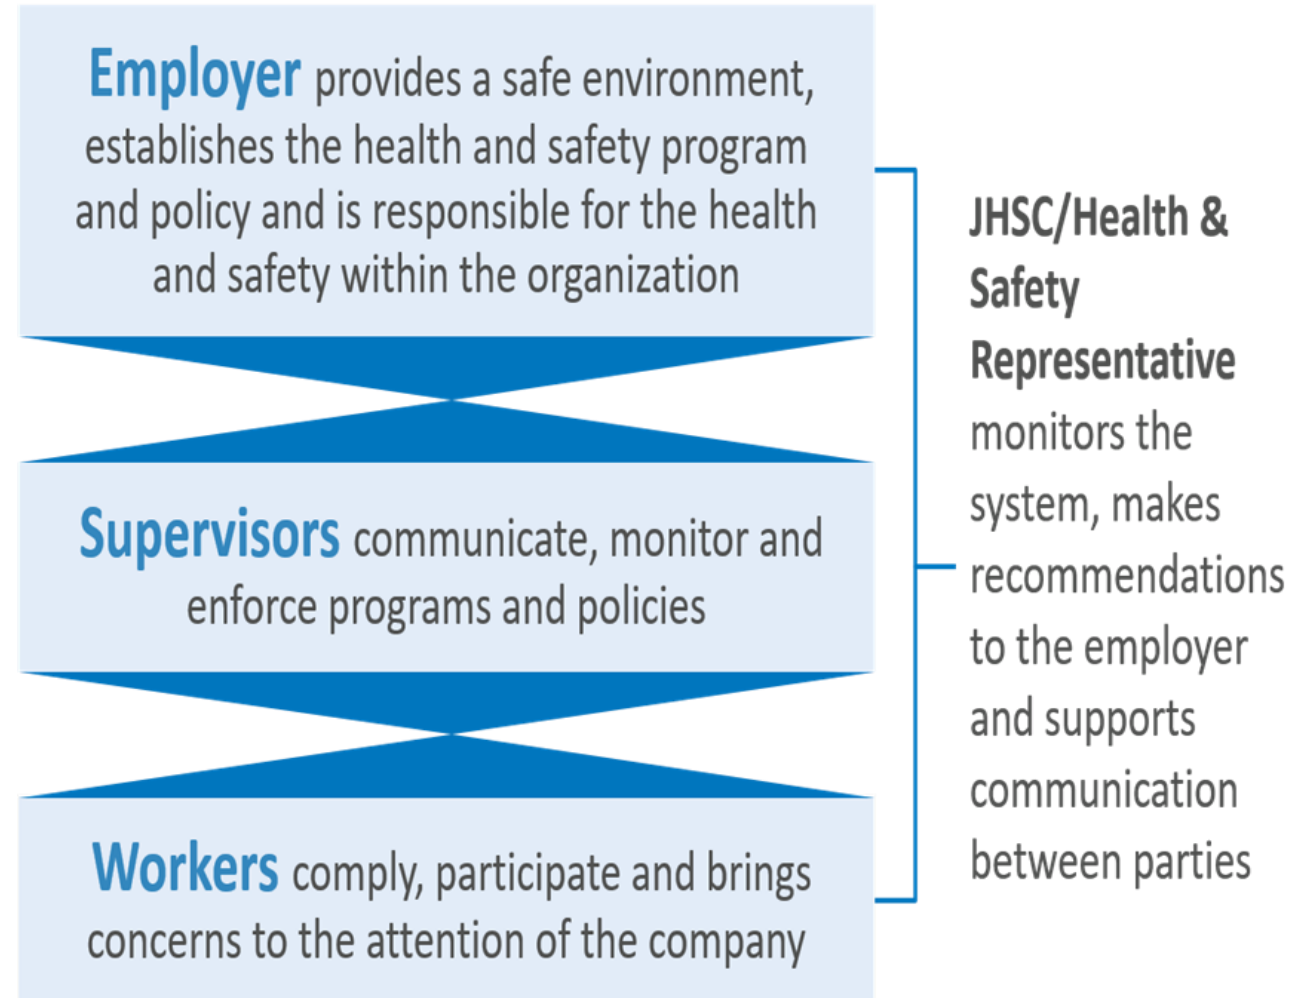 Employer provides a safe environment,
establishes the health and safety program
and policy and is responsible for the health
and safety within the organization
Supervisors communicate, monitor and
enforce programs and policies
Workers comply, participate and brings
concerns to the attention of the company
JHSC/Health &
Safety
Representative
monitors the
system, makes
recommendations
to the employer
and supports
communication
between parties